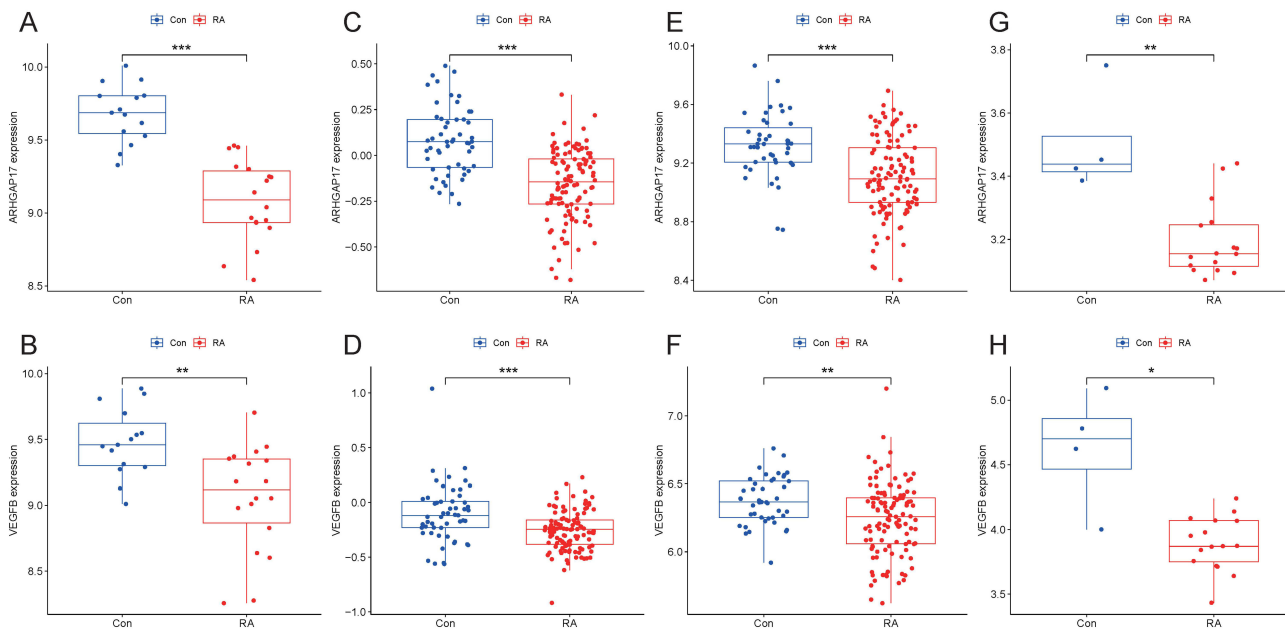 A
Con RA
***
ARHGAP17 expression
10.0
9.5
9.0
8.5
Con RA
C
Con RA
***
ARHGAP17 expression
0.50
0.25
0.00
−0.25
−0.50
Con RA
E
Con RA
***
ARHGAP17 expression
10.0
9.6
9.2
8.8
8.4
Con RA
G
Con RA
**
ARHGAP17 expression
3.8
3.6
3.4
3.2
Con RA
B
Con RA
**
VEGFB expression
9.5
9.0
8.5
Con RA
D
Con RA
***
VEGFB expression
1.0
0.5
−0.0
−0.5
−1.0
Con RA
F
Con RA
**
VEGFB expression
7.0
6.5
6.0
Con RA
H
Con RA
*
VEGFB expression
5.0
4.5
4.0
3.5
Con RA